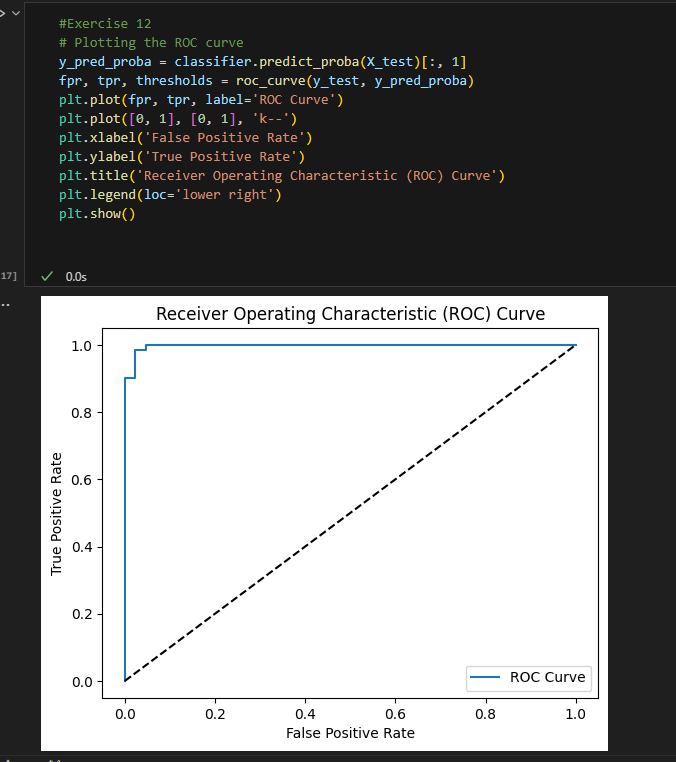 #Exercise 12
# Plotting the ROC curve
y_pred_proba = classifier.predict_proba(X_test)[:, 1]
fpr, tpr, thresholds = roc_curve(y_test, y_pred_proba)
plt.plot(fpr, tpr, label='ROC Curve')
plt.plot([0, 1], [0, 1], 'k--')
plt.xlabel('False Positive Rate')
plt.ylabel('True Positive Rate')
plt.title('Receiver Operating Characteristic (ROC) Curve')
plt.legend(loc='lower right')
plt.show()
17]
0.0s
Receiver Operating Characteristic (ROC) Curve
1.0
0.8
0.6
0.4
0.2
0.0
True Positive Rate
ROC Curve
0.0 0.2 0.4 0.6 0.8 1.0
False Positive Rate